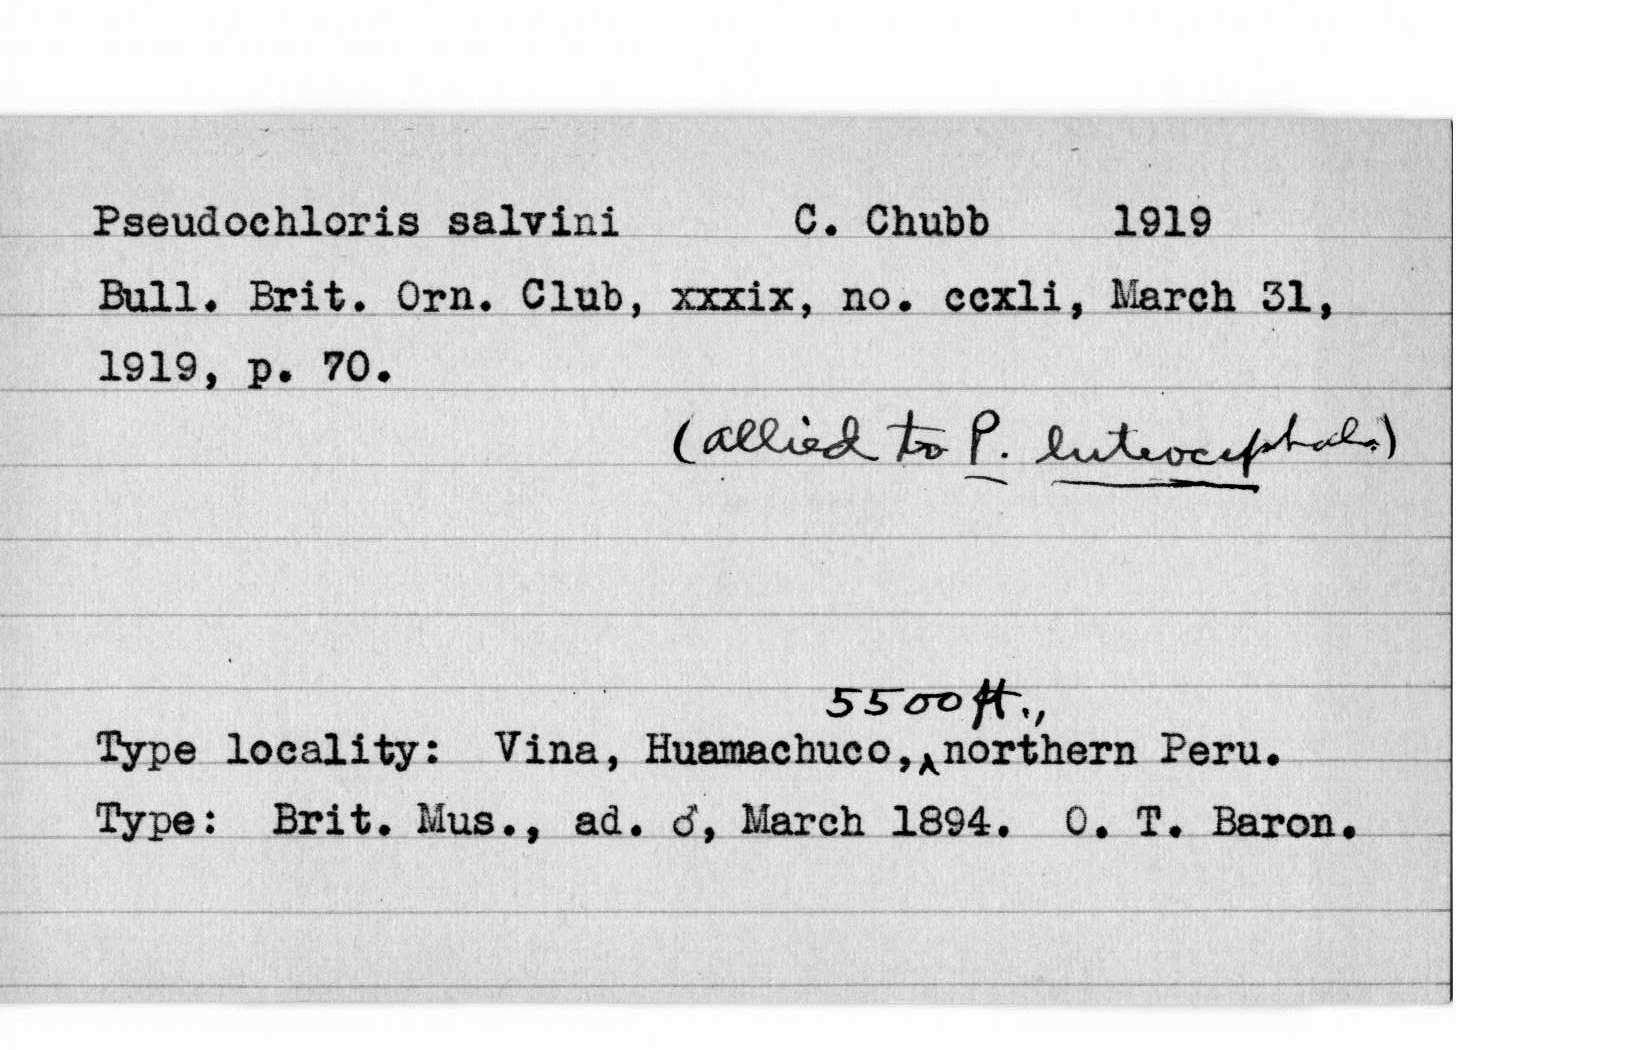 Pseudochloris salvini C. Chubb 1919
Bull. Brit. Orn. Club, xxxix, no. ccxli, March 31,
1919, p. 70.
(allied to P. luteocephala.)
5500 ft.,
Type locality: Vina, Huamachuco, ‸ northern Peru.
Type: Brit. Mus., ad. ♂, March 1894. O. T. Baron.